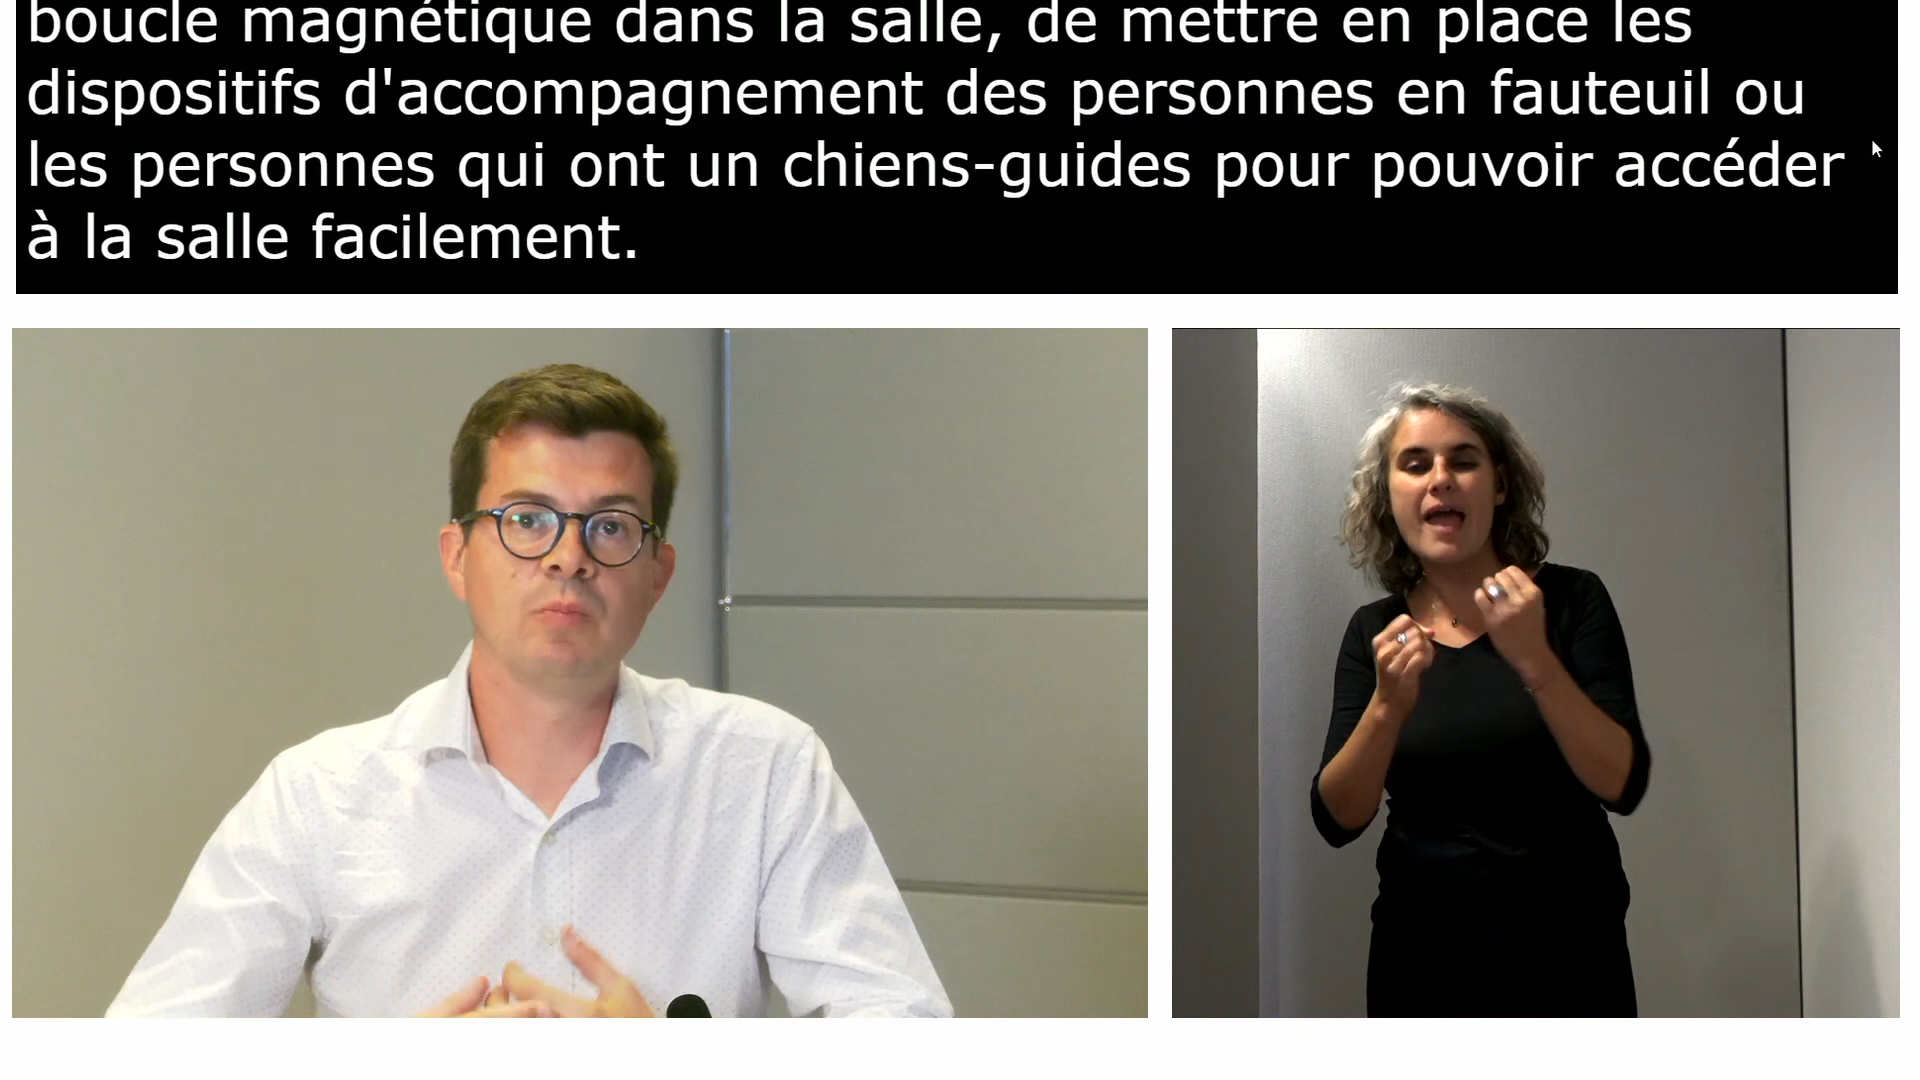 boucle magnétique dans la salle, de mettre en place les
dispositifs d'accompagnement des personnes en fauteuil ou
les personnes qui ont un chiens-guides pour pouvoir accéder
à la salle facilement.